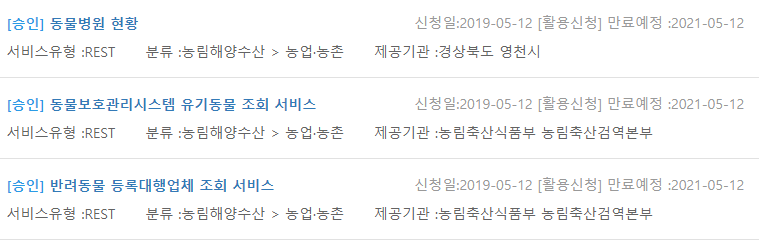 [승인] 동물병원 현황 신청일:2019-05-12 [활용신청] 만료예정 :2021-05-12
서비스유형 :REST 분류 :농림해양수산 > 농업·농촌 제공기관 :경상북도 영천시
[승인] 동물보호관리시스템 유기동물 조회 서비스 신청일:2019-05-12 [활용신청] 만료예정 :2021-05-12
서비스유형 :REST 분류 :농림해양수산 > 농업·농촌 제공기관 :농림축산식품부 농림축산검역본부
[승인] 반려동물 등록대행업체 조회 서비스 신청일:2019-05-12 [활용신청] 만료예정 :2021-05-12
서비스유형 :REST 분류 :농림해양수산 > 농업·농촌 제공기관 :농림축산식품부 농림축산검역본부